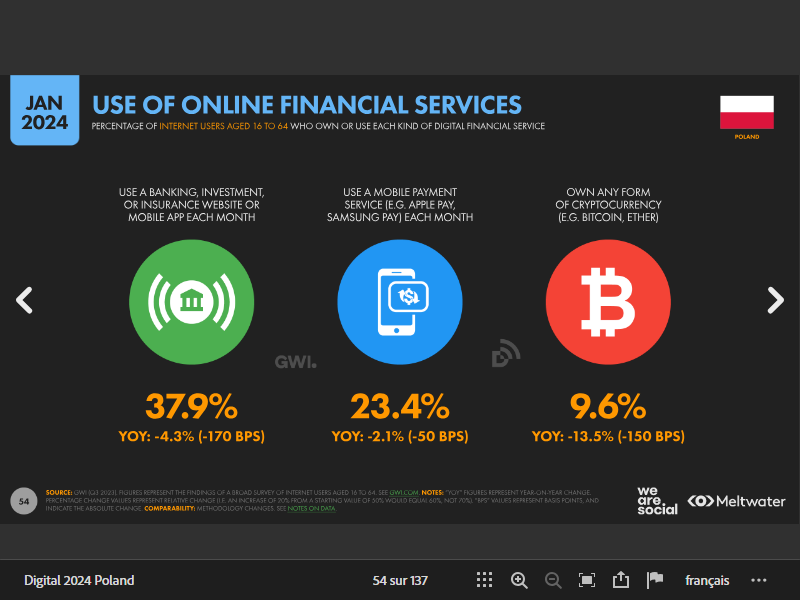 JAN
2024
USE OF ONLINE FINANCIAL SERVICES
PERCENTAGE OF INTERNET USERS AGED 16 TO 64 WHO OWN OR USE EACH KIND OF DIGITAL FINANCIAL SERVICE
POLAND
USE A BANKING, INVESTMENT,
OR INSURANCE WEBSITE OR
MOBILE APP EACH MONTH
USE A MOBILE PAYMENT
SERVICE (E.G. APPLE PAY,
SAMSUNG PAY) EACH MONTH
OWN ANY FORM
OF CRYPTOCURRENCY
(E.G. BITCOIN, ETHER)
GWI.
37.9%
YOY: -4.3% (-170 BPS)
23.4%
YOY: -2.1% (-50 BPS)
9.6%
YOY: -13.5% (-150 BPS)
54
SOURCE: GWI (Q3 2023). FIGURES REPRESENT THE FINDINGS OF A BROAD SURVEY OF INTERNET USERS AGED 16 TO 64. SEE GWI.COM. NOTES: "YOY" FIGURES REPRESENT YEAR-ON-YEAR CHANGE.
PERCENTAGE CHANGE VALUES REPRESENT RELATIVE CHANGE (I.E. AN INCREASE OF 20% FROM A STARTING VALUE OF 50% WOULD EQUAL 60%, NOT 70%). "BPS" VALUES REPRESENT BASIS POINTS, AND
INDICATE THE ABSOLUTE CHANGE. COMPARABILITY: METHODOLOGY CHANGES. SEE NOTES ON DATA.
we
are.
social
Meltwater
Digital 2024 Poland
54 sur 137
français